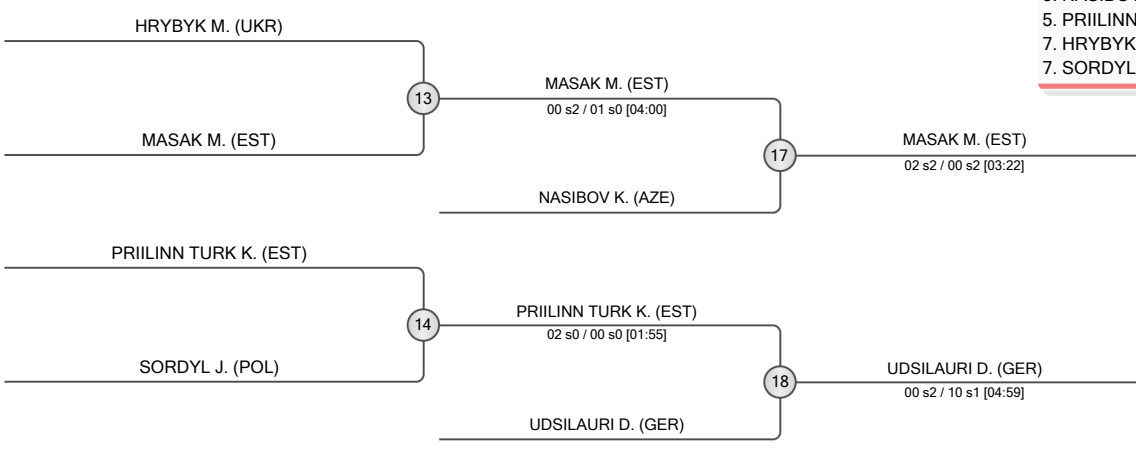 HRYBYK M. (UKR)
5. PRIILINN
7. HRYBYK
7. SORDYL
13
MASAK M. (EST)
00 s2 / 01 s0 [04:00]
MASAK M. (EST)
17
MASAK M. (EST)
02 s2 / 00 s2 [03:22]
NASIBOV K. (AZE)
PRIILINN TURK K. (EST)
14
PRIILINN TURK K. (EST)
02 s0 / 00 s0 [01:55]
SORDYL J. (POL)
18
UDSILAURI D. (GER)
00 s2 / 10 s1 [04:59]
UDSILAURI D. (GER)